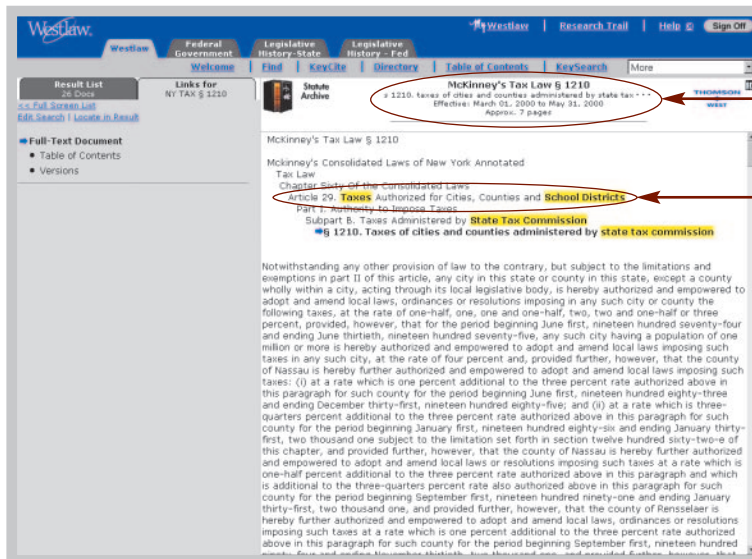 Westlaw.
Westlaw | Research Trail | Help | Sign Off
Westlaw
Federal Government
Legislative History-State
Legislative History - Fed
Welcome | Find | KeyCite | Directory | Table of Contents | KeySearch | More
Result List
26 Docs
Links for
NY TAX § 1210
<< Full Screen List
Edit Search | Locate in Result
Full-Text Document
• Table of Contents
• Versions
Statute
Archive
McKinney's Tax Law § 1210
§ 1210. taxes of cities and counties administered by state tax ···
Effective: March 01, 2000 to May 31, 2000
Approx. 7 pages
THOMSON
WEST
McKinney's Tax Law § 1210
McKinney's Consolidated Laws of New York Annotated
Tax Law
Chapter Sixty Of the Consolidated Laws
Article 29. Taxes Authorized for Cities, Counties and School Districts
Part I. Authority to Impose Taxes
Subpart B. Taxes Administered by State Tax Commission
§ 1210. Taxes of cities and counties administered by state tax commission
Notwithstanding any other provision of law to the contrary, but subject to the limitations and
exemptions in part II of this article, any city in this state or county in this state, except a county
wholly within a city, acting through its local legislative body, is hereby authorized and empowered to
adopt and amend local laws, ordinances or resolutions imposing in any such city or county the
following taxes, at the rate of one-half, one, one and one-half, two, two and one-half or three
percent, provided, however, that for the period beginning June first, nineteen hundred seventy-four
and ending June thirtieth, nineteen hundred seventy-five, any such city having a population of one
million or more is hereby authorized and empowered to adopt and amend local laws imposing such
taxes in any such city, at the rate of four percent and, provided further, however, that the county
of Nassau is hereby further authorized and empowered to adopt and amend local laws imposing such
taxes: (i) at a rate which is one percent additional to the three percent rate authorized above in
this paragraph for such county for the period beginning June first, nineteen hundred eighty-three
and ending December thirty-first, nineteen hundred eighty-five; and (ii) at a rate which is three-
quarters percent additional to the three percent rate authorized above in this paragraph for such
county for the period beginning January first, nineteen hundred eighty-six and ending January thirty-
first, two thousand one subject to the limitation set forth in section twelve hundred sixty-two-e of
this chapter, and provided further, however, that the county of Nassau is hereby further authorized
and empowered to adopt and amend local laws or resolutions imposing such taxes at a rate which is
one-half percent additional to the three percent rate authorized above in this paragraph and which
is additional to the three-quarters percent rate also authorized above in this paragraph for such
county for the period beginning September first, nineteen hundred ninety-one and ending January
thirty-first, two thousand one, and provided further, however, that the county of Rensselaer is
hereby further authorized and empowered to adopt and amend local laws, ordinances or resolutions
imposing such taxes at a rate which is one percent additional to the three percent rate authorized
above in this paragraph for such county for the period beginning September first, nineteen hundred